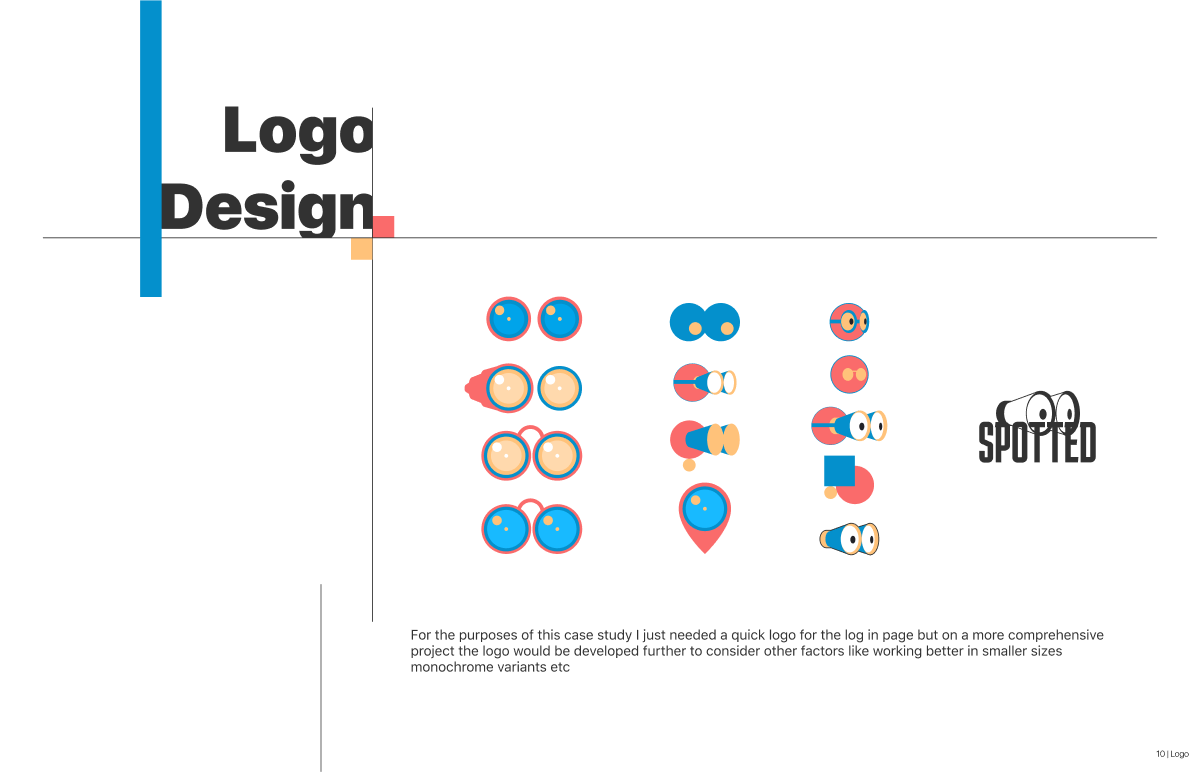 Logo
Design
SPOTTED
For the purposes of this case study I just needed a quick logo for the log in page but on a more comprehensive
project the logo would be developed further to consider other factors like working better in smaller sizes
monochrome variants etc
10 | Logo